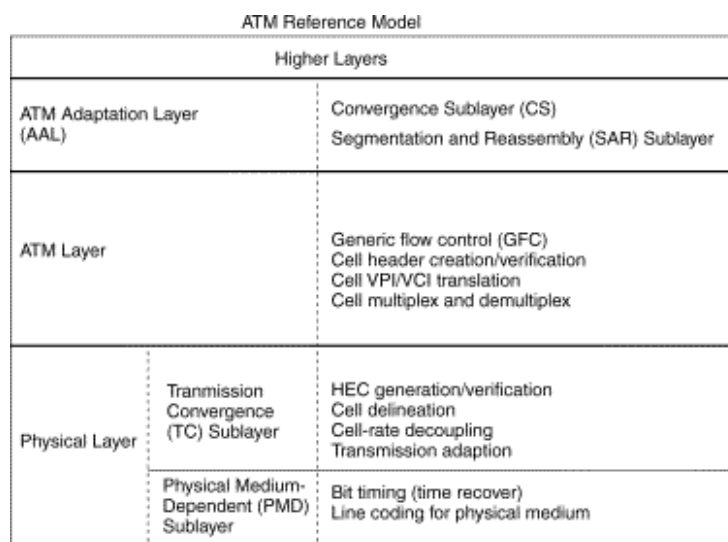 ATM Reference Model
Higher Layers
ATM Adaptation Layer
(AAL)
Convergence Sublayer (CS)
Segmentation and Reassembly (SAR) Sublayer
ATM Layer
Generic flow control (GFC)
Cell header creation/verification
Cell VPI/VCI translation
Cell multiplex and demultiplex
Physical Layer
Tranmission
Convergence
(TC) Sublayer
HEC generation/verification
Cell delineation
Cell-rate decoupling
Transmission adaption
Physical Medium-
Dependent (PMD)
Sublayer
Bit timing (time recover)
Line coding for physical medium